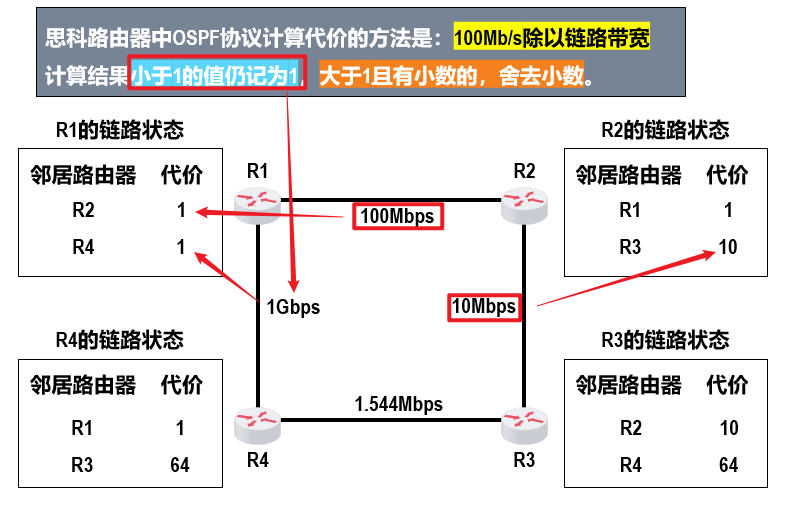 思科路由器中OSPF协议计算代价的方法是：100Mb/s除以链路带宽
计算结果小于1的值仍记为1，大于1且有小数的，舍去小数。
R1的链路状态
邻居路由器 代价
R2 1
R4 1
R2的链路状态
邻居路由器 代价
R1 1
R3 10
R1
R2
100Mbps
1Gbps
10Mbps
1.544Mbps
R4
R3
R4的链路状态
邻居路由器 代价
R1 1
R3 64
R3的链路状态
邻居路由器 代价
R2 10
R4 64